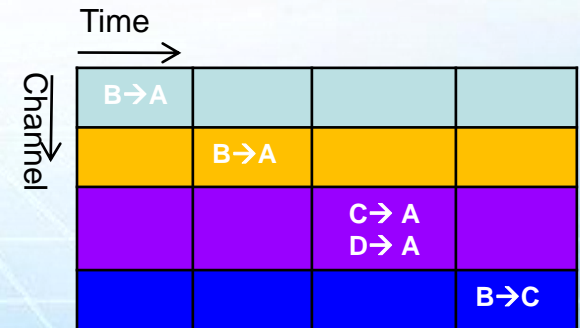 Time
Channel
B→A
B→A
C→ A
D→ A
B→C